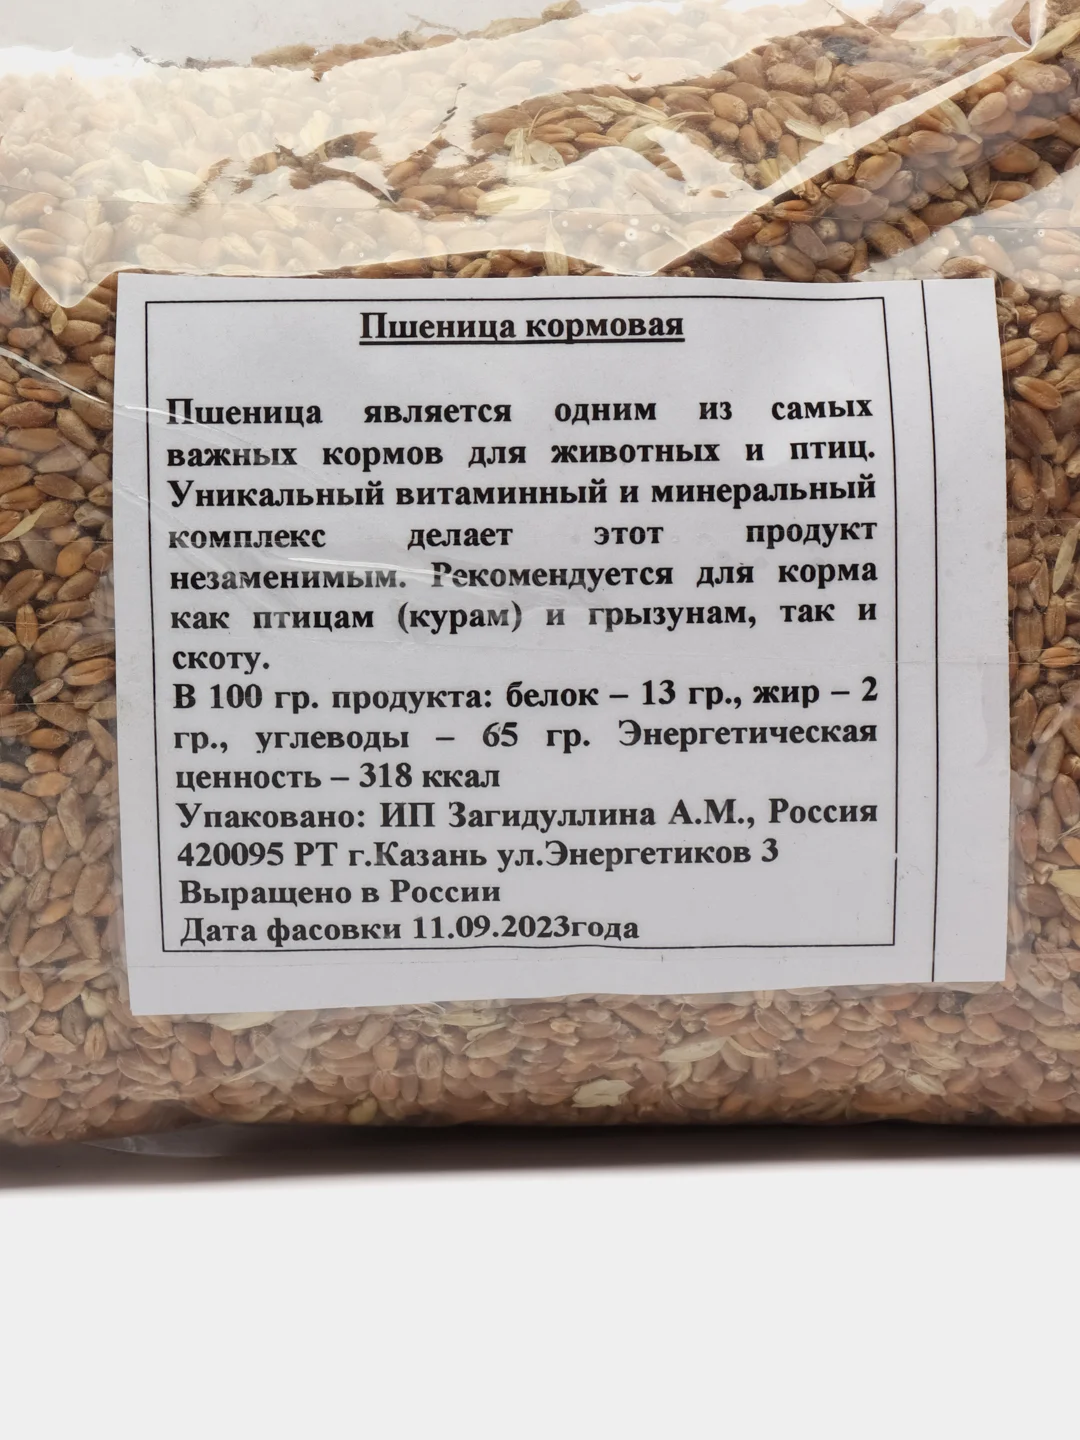 Пшеница кормовая
Пшеница является одним из самых
важных кормов для животных и птиц.
Уникальный витаминный и минеральный
комплекс делает этот продукт
незаменимым. Рекомендуется для корма
как птицам (курам) и грызунам, так и
скоту.
В 100 гр. продукта: белок – 13 гр., жир – 2
гр., углеводы – 65 гр. Энергетическая
ценность – 318 ккал
Упаковано: ИП Загидуллина А.М., Россия
420095 РТ г.Казань ул.Энергетиков 3
Выращено в России
Дата фасовки 11.09.2023года